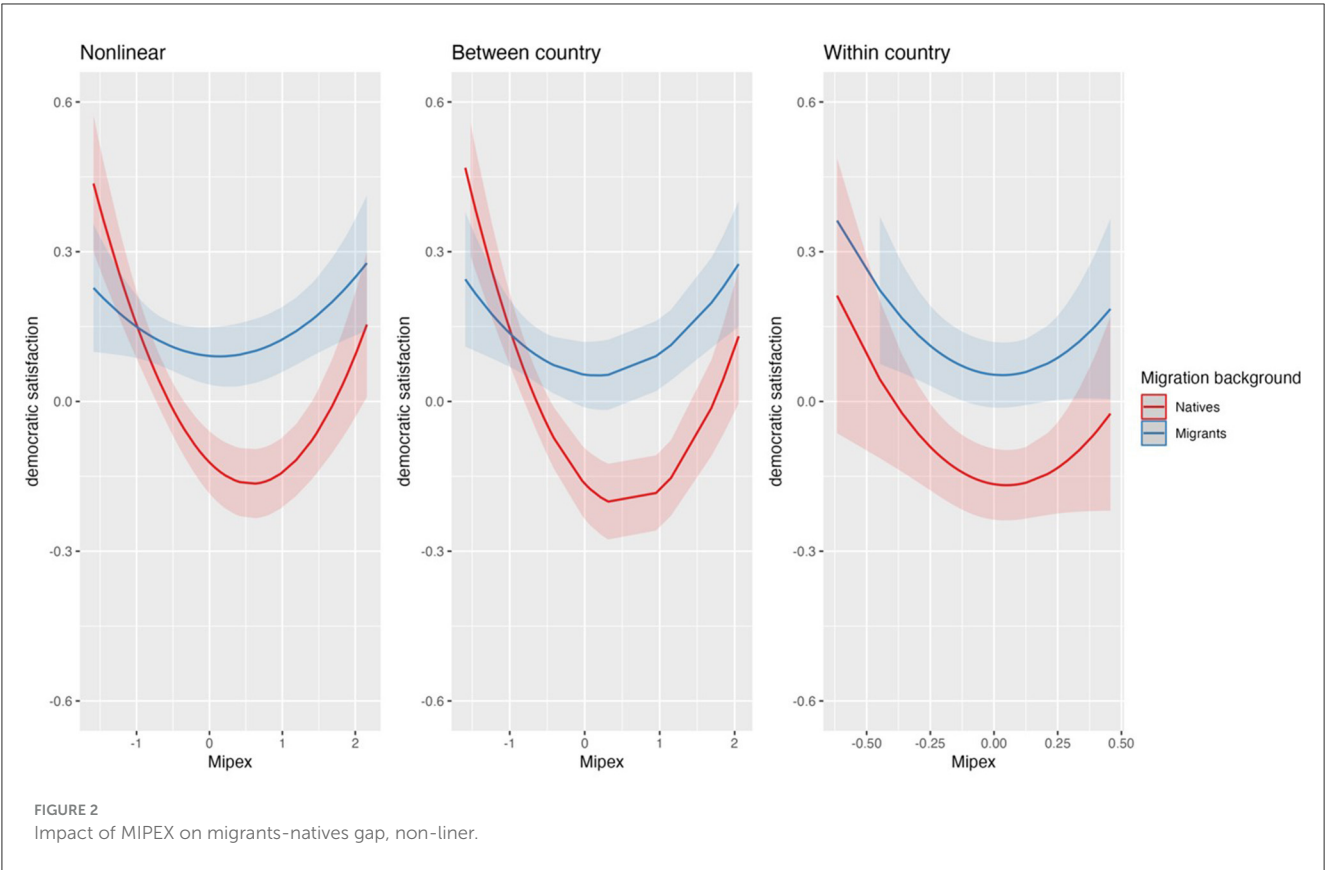 Nonlinear
0.6
0.3
0.0
-0.3
-0.6
democratic satisfaction
-1 0 1 2
Mipex
Between country
0.6
0.3
0.0
-0.3
-0.6
democratic satisfaction
-1 0 1 2
Mipex
Within country
0.6
0.3
0.0
-0.3
-0.6
democratic satisfaction
-0.50 -0.25 0.00 0.25 0.50
Mipex
Migration background
Natives
Migrants
FIGURE 2
Impact of MIPEX on migrants-natives gap, non-liner.